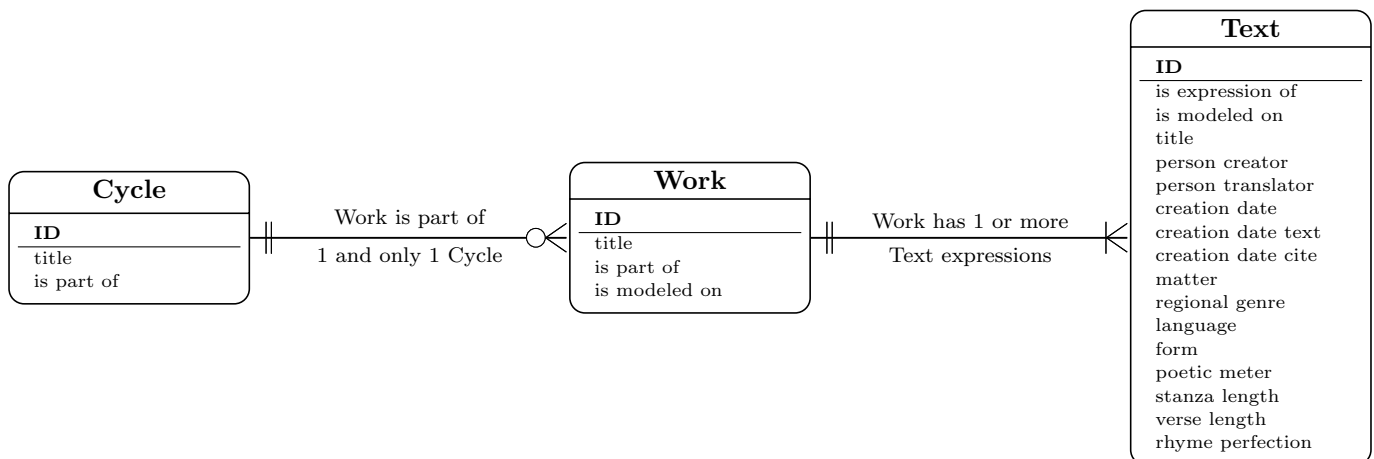 Cycle
ID
title
is part of
Work is part of
1 and only 1 Cycle
Work
ID
title
is part of
is modeled on
Work has 1 or more
Text expressions
Text
ID
is expression of
is modeled on
title
person creator
person translator
creation date
creation date text
creation date cite
matter
regional genre
language
form
poetic meter
stanza length
verse length
rhyme perfection